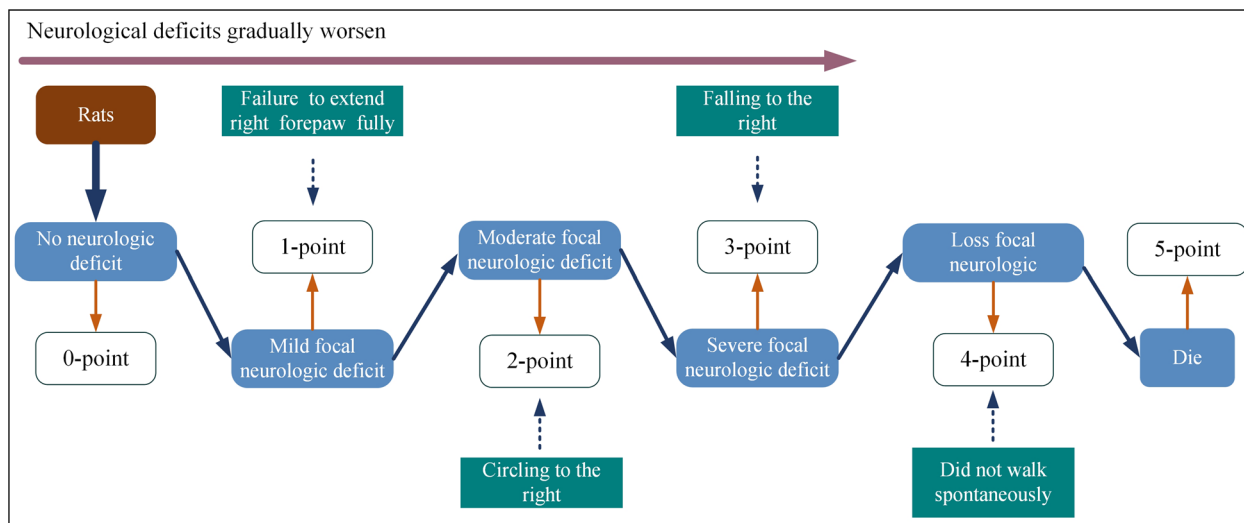 Neurological deficits gradually worsen
Rats
Failure to extend
right forepaw fully
Falling to the
right
No neurologic
deficit
1-point
Moderate focal
neurologic deficit
3-point
Loss focal
neurologic
5-point
0-point
Mild focal
neurologic deficit
2-point
Severe focal
neurologic deficit
4-point
Die
Circling to the
right
Did not walk
spontaneously